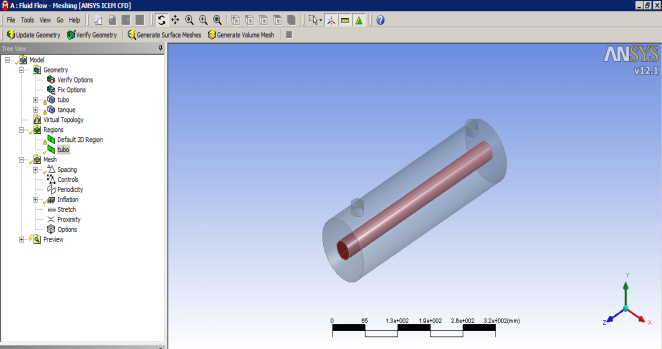 A : Fluid Flow - Meshing [ANSYS ICEM CFD]
File Tools View Go Help
Update Geometry Verify Geometry Generate Surface Meshes Generate Volume Mesh
Tree View
Model
Geometry
Verify Options
Fix Options
tubo
tanque
Virtual Topology
Regions
Default 2D Region
tubo
Mesh
Spacing
Controls
Periodicity
Inflation
Stretch
Proximity
Options
Preview
ANSYS
v12.1
0 65 1.3e+002 1.9e+002 2.6e+002 3.2e+002(mm)
Y
Z X